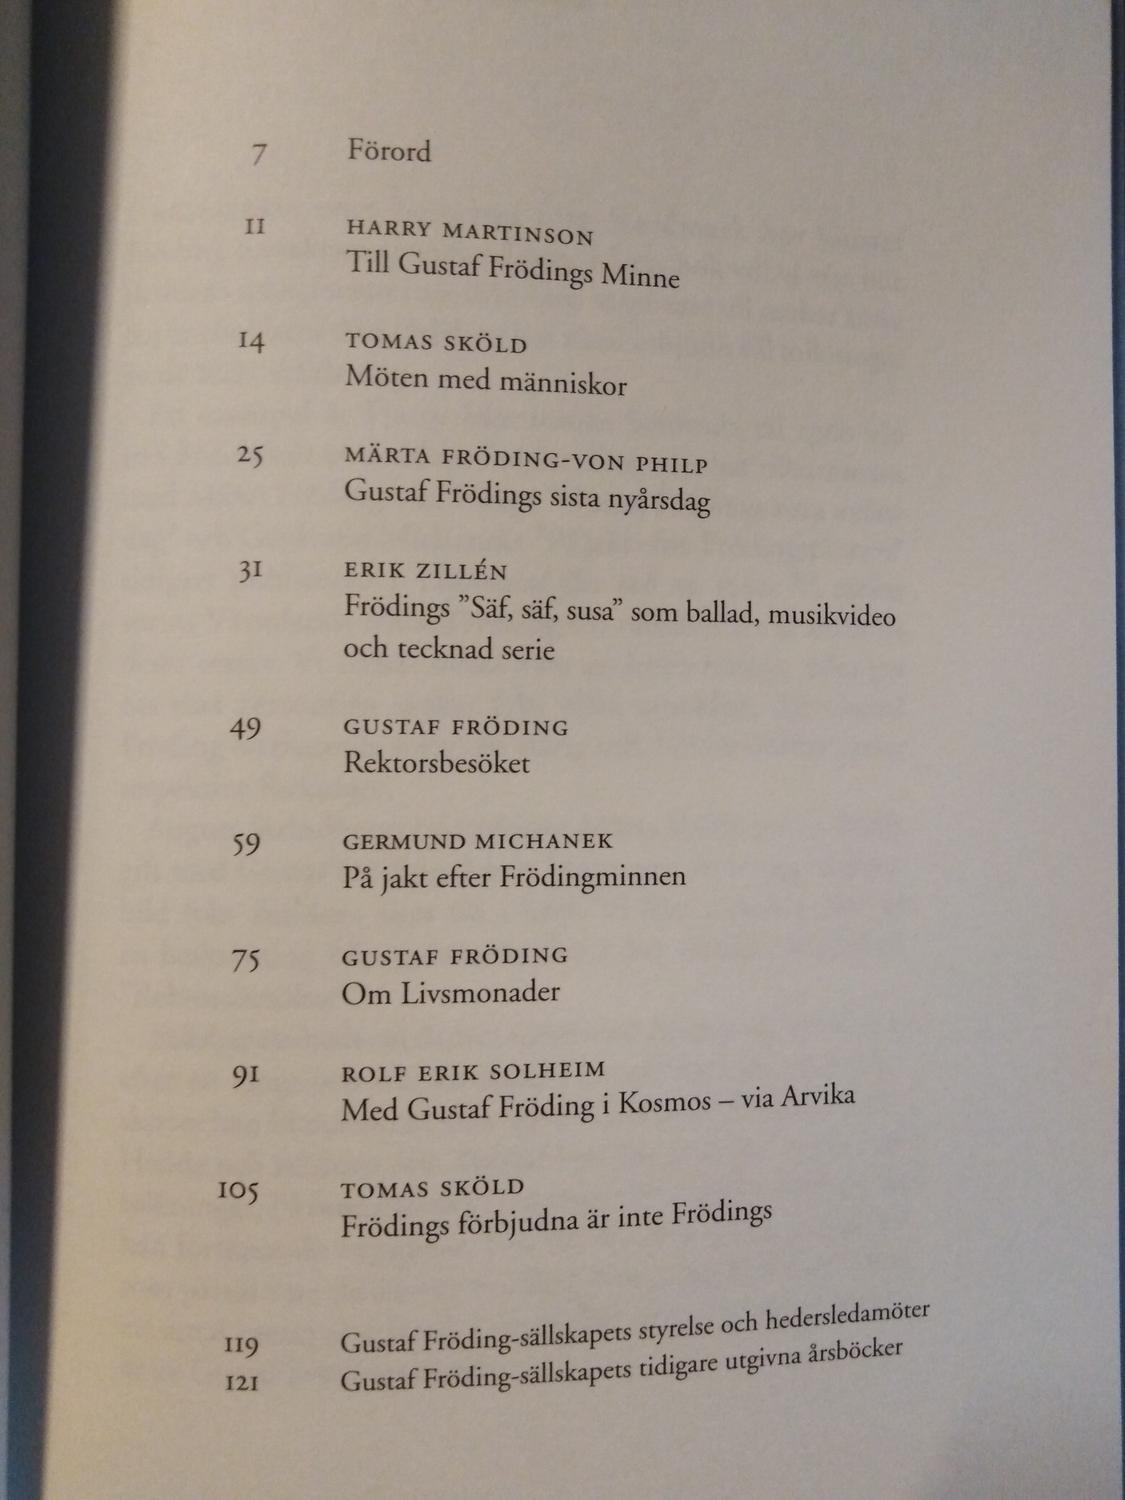 7 Förord
11 HARRY MARTINSON
Till Gustaf Frödings Minne
14 TOMAS SKÖLD
Möten med människor
25 MÄRTA FRÖDING-VON PHILP
Gustaf Frödings sista nyårsdag
31 ERIK ZILLÉN
Frödings ”Säf, säf, susa” som ballad, musikvideo
och tecknad serie
49 GUSTAF FRÖDING
Rektorsbesöket
59 GERMUND MICHANEK
På jakt efter Frödingminnen
75 GUSTAF FRÖDING
Om Livsmonader
91 ROLF ERIK SOLHEIM
Med Gustaf Fröding i Kosmos – via Arvika
105 TOMAS SKÖLD
Frödings förbjudna är inte Frödings
119 Gustaf Fröding-sällskapets styrelse och hedersledamöter
121 Gustaf Fröding-sällskapets tidigare utgivna årsböcker